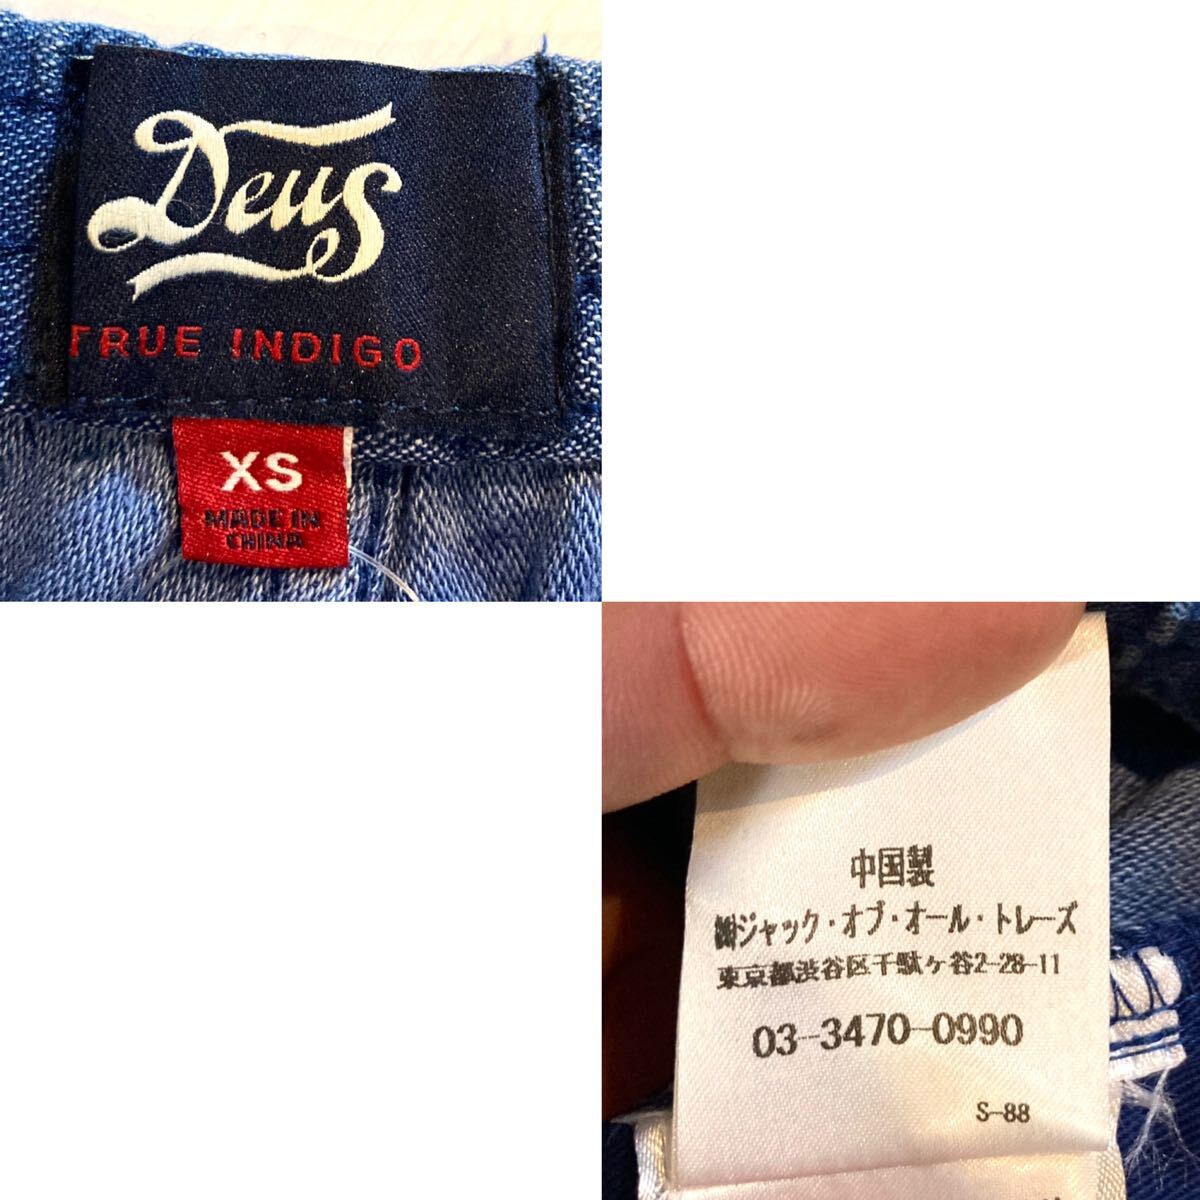 Deus
TRUE INDIGO
XS
MADE IN
CHINA
中国製
㈱ジャック・オブ・オール・トレーズ
東京都渋谷区千駄ヶ谷2-28-11
03-3470-0990
S-88